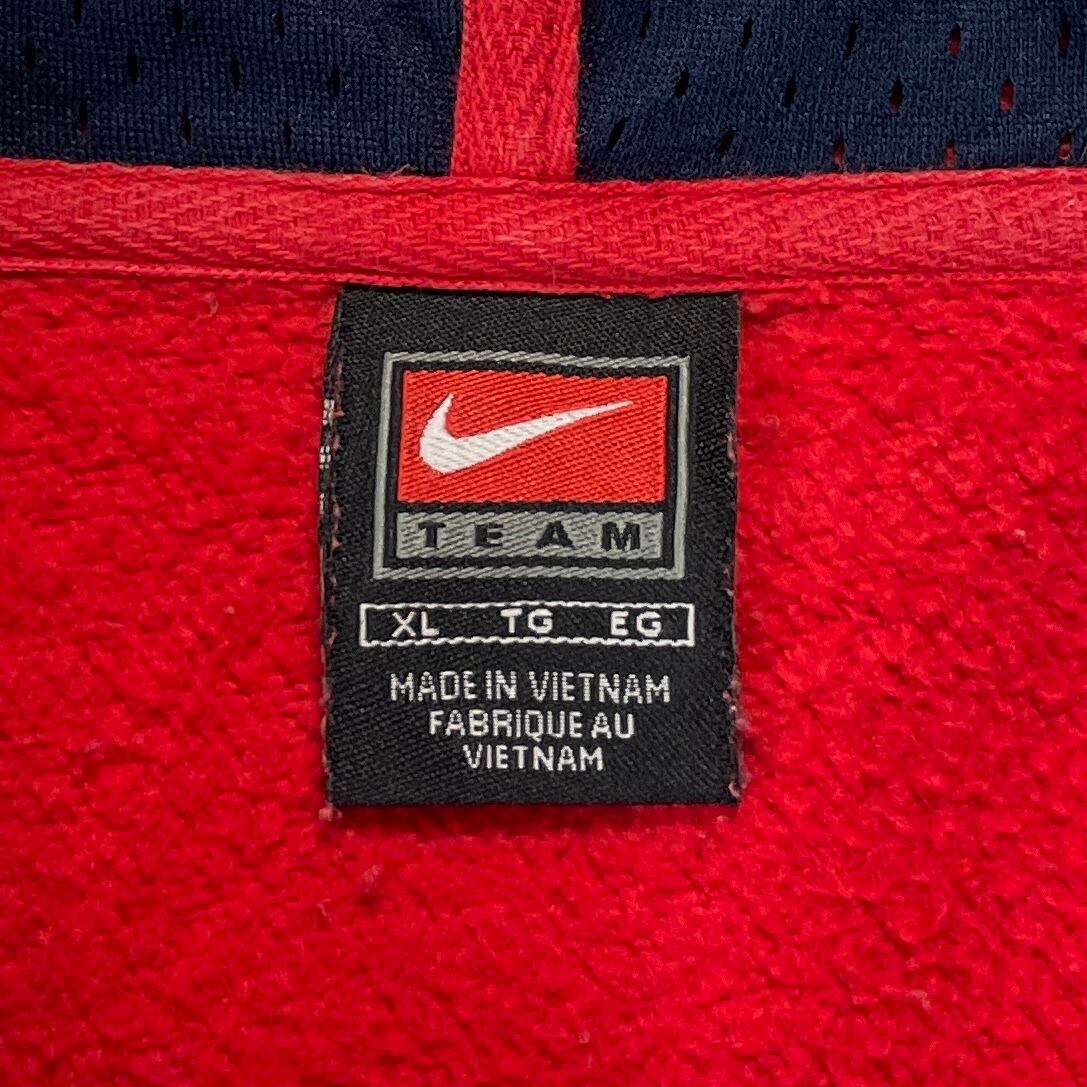 TEAM
XL TG EG
MADE IN VIETNAM
FABRIQUE AU
VIETNAM